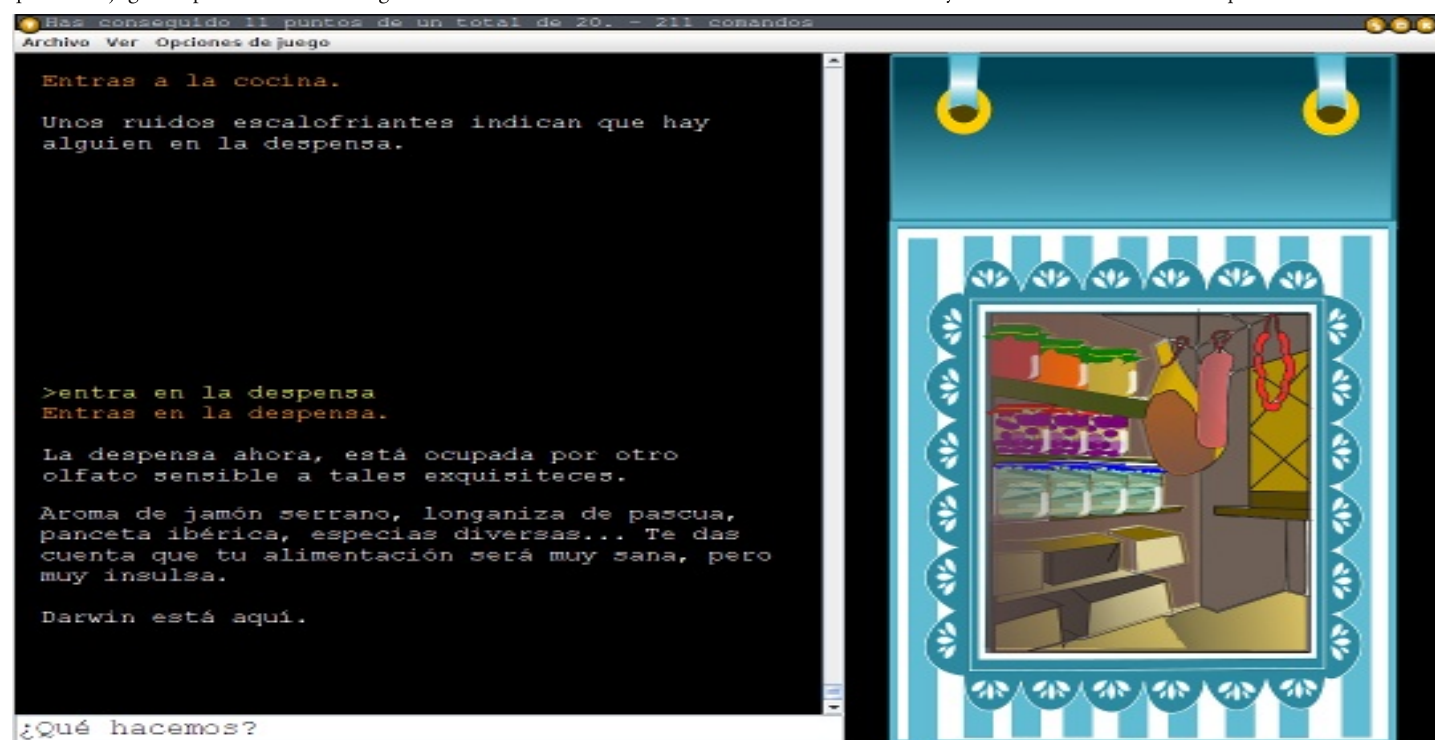 Has conseguido 11 puntos de un total de 20. - 211 comandos
Archivo Ver Opciones de juego
Entras a la cocina.
Unos ruidos escalofriantes indican que hay
alguien en la despensa.
>entra en la despensa
Entras en la despensa.
La despensa ahora, está ocupada por otro
olfato sensible a tales exquisiteces.
Aroma de jamón serrano, longaniza de pascua,
panceta ibérica, especias diversas... Te das
cuenta que tu alimentación será muy sana, pero
muy insulsa.
Darwin está aquí.
¿Qué hacemos?